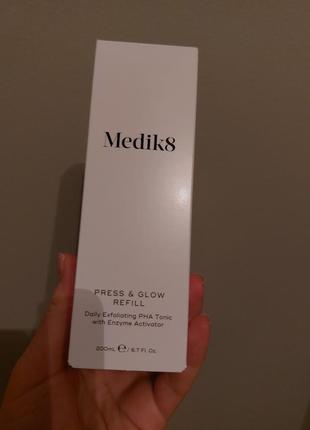 Medik8
PRESS & GLOW
REFILL
Daily Exfoliating PHA Tonic
with Enzyme Activator
200mL ℮ / 6.7 Fl. Oz.